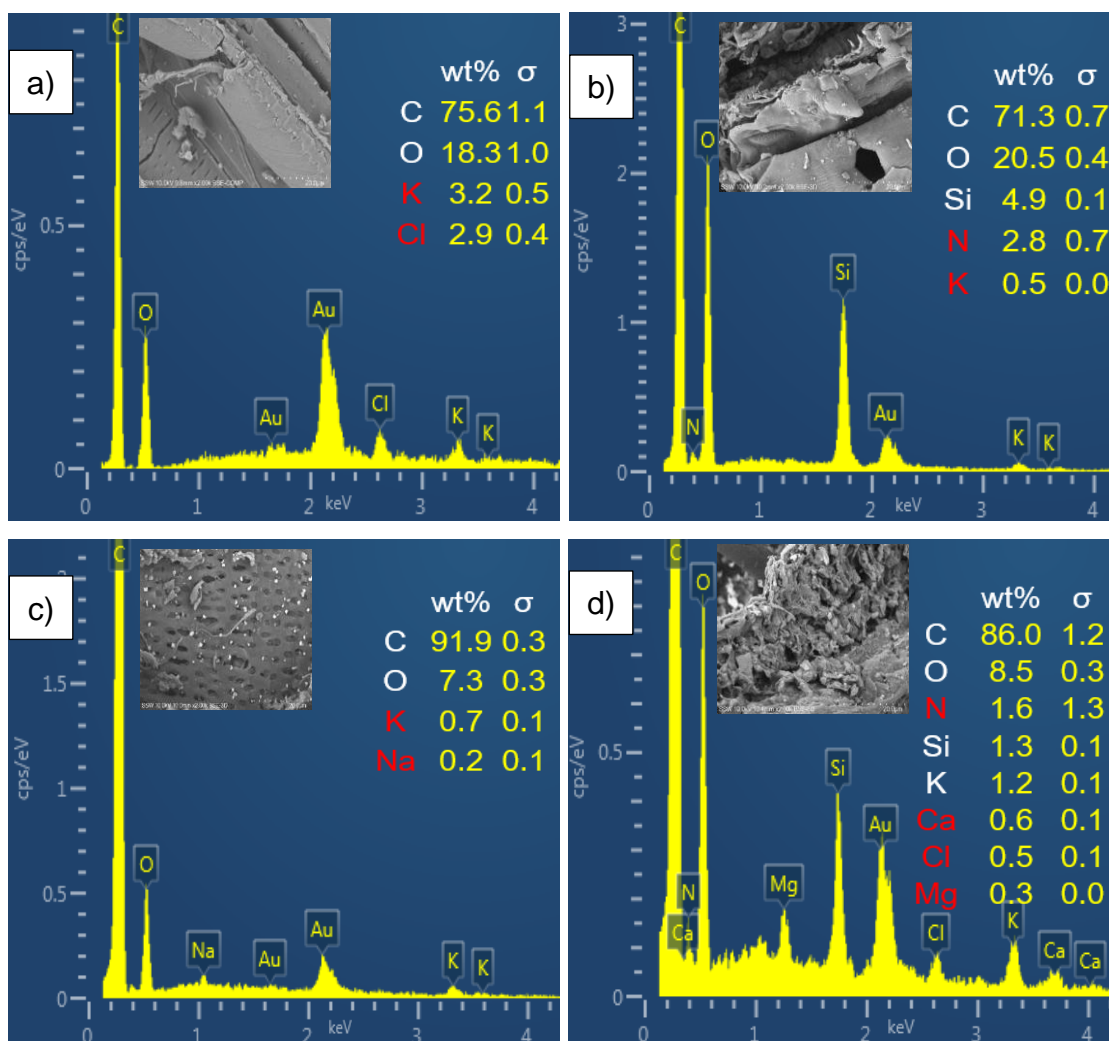 a)
C
wt% σ
C 75.6 1.1
O 18.3 1.0
K 3.2 0.5
Cl 2.9 0.4
0.5
cps/eV
O
Au
Au
Cl
K
K
0
0 1 2 3 4
keV
b)
3
C
wt% σ
C 71.3 0.7
O 20.5 0.4
Si 4.9 0.1
N 2.8 0.7
K 0.5 0.0
O
2
cps/eV
Si
1
N
Au
K
K
0
0 1 2 3 4
keV
c)
C
wt% σ
C 91.9 0.3
O 7.3 0.3
K 0.7 0.1
Na 0.2 0.1
1.5
cps/eV
1
0.5
O
Na
Au
Au
K
K
0
0 1 2 3 4
keV
d)
C
O
wt% σ
C 86.0 1.2
O 8.5 0.3
N 1.6 1.3
Si 1.3 0.1
K 1.2 0.1
Ca 0.6 0.1
Cl 0.5 0.1
Mg 0.3 0.0
0.5
cps/eV
Si
Au
Mg
N
Ca
Cl
K
Ca
Ca
0
0 1 2 3 4
keV